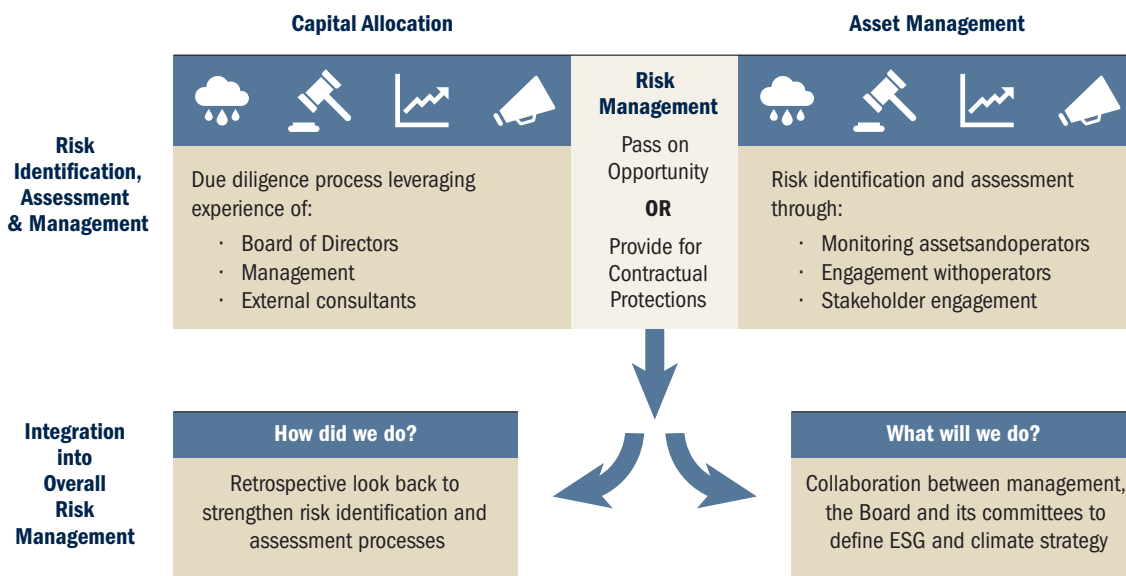 Capital Allocation
Asset Management
Risk
Identification,
Assessment
& Management
Due diligence process leveraging
experience of:
· Board of Directors
· Management
· External consultants
Risk
Management
Pass on
Opportunity
OR
Provide for
Contractual
Protections
Risk identification and assessment
through:
· Monitoring assetsandoperators
· Engagement withoperators
· Stakeholder engagement
Integration
into
Overall
Risk
Management
How did we do?
Retrospective look back to
strengthen risk identification and
assessment processes
What will we do?
Collaboration between management,
the Board and its committees to
define ESG and climate strategy